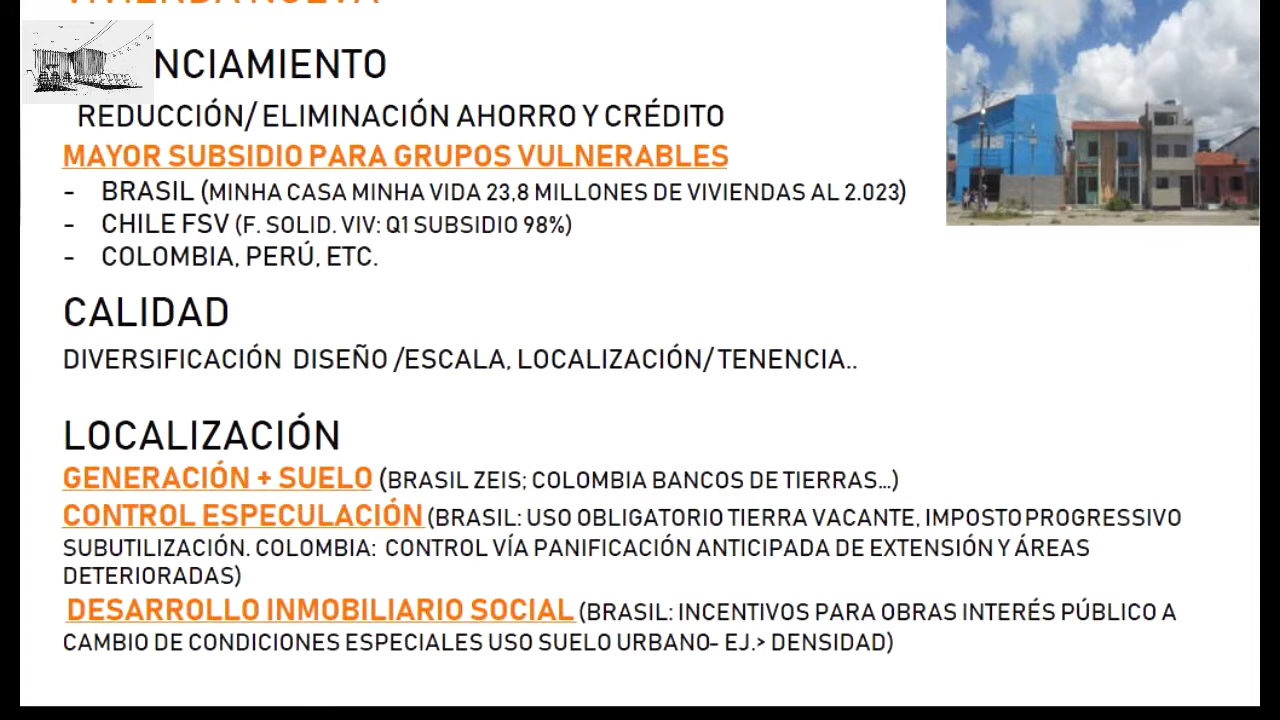 VIVIENDA NUEVA
NCIAMIENTO
REDUCCIÓN/ ELIMINACIÓN AHORRO Y CRÉDITO
MAYOR SUBSIDIO PARA GRUPOS VULNERABLES
- BRASIL (MINHA CASA MINHA VIDA 23,8 MILLONES DE VIVIENDAS AL 2.023)
- CHILE FSV (F. SOLID. VIV: Q1 SUBSIDIO 98%)
- COLOMBIA, PERÚ, ETC.
CALIDAD
DIVERSIFICACIÓN DISEÑO /ESCALA, LOCALIZACIÓN/ TENENCIA..
LOCALIZACIÓN
GENERACIÓN + SUELO (BRASIL ZEIS; COLOMBIA BANCOS DE TIERRAS...)
CONTROL ESPECULACIÓN (BRASIL: USO OBLIGATORIO TIERRA VACANTE, IMPOSTO PROGRESSIVO
SUBUTILIZACIÓN. COLOMBIA: CONTROL VÍA PANIFICACIÓN ANTICIPADA DE EXTENSIÓN Y ÁREAS
DETERIORADAS)
DESARROLLO INMOBILIARIO SOCIAL (BRASIL: INCENTIVOS PARA OBRAS INTERÉS PÚBLICO A
CAMBIO DE CONDICIONES ESPECIALES USO SUELO URBANO- EJ.> DENSIDAD)